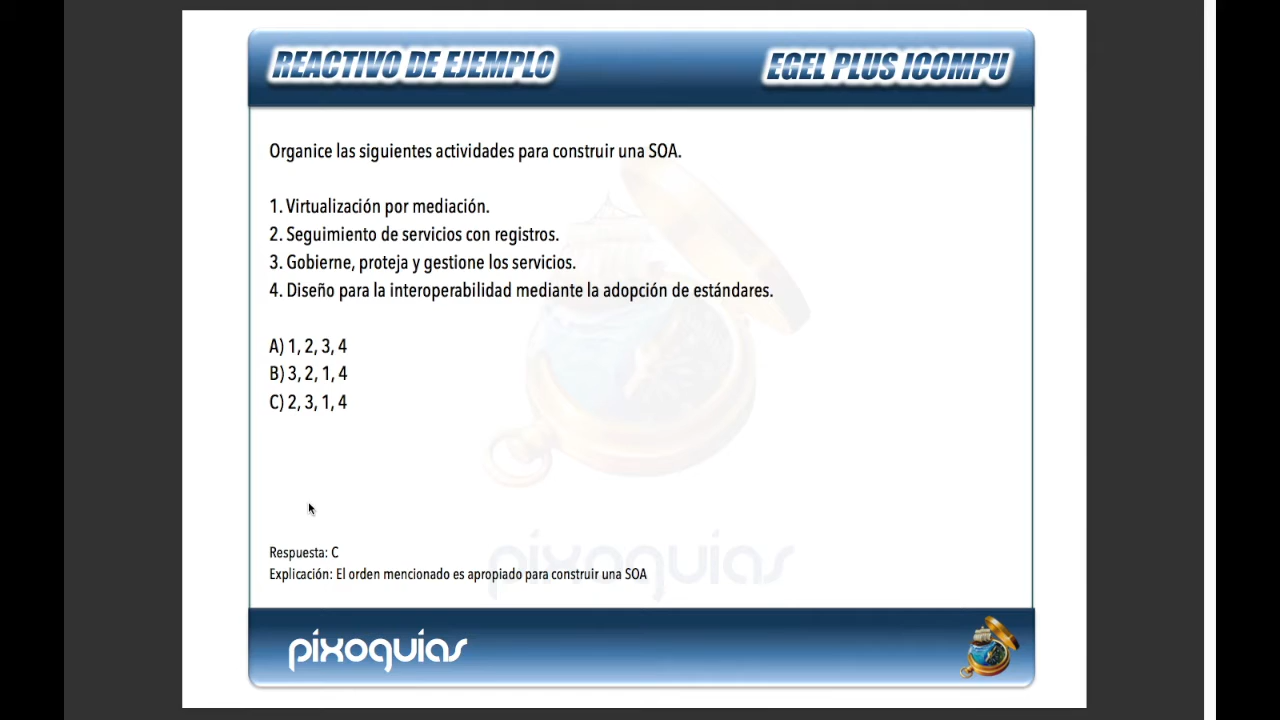 REACTIVO DE EJEMPLO
EGEL PLUS ICOMPU
Organice las siguientes actividades para construir una SOA.
1. Virtualización por mediación.
2. Seguimiento de servicios con registros.
3. Gobierne, proteja y gestione los servicios.
4. Diseño para la interoperabilidad mediante la adopción de estándares.
A) 1, 2, 3, 4
B) 3, 2, 1, 4
C) 2, 3, 1, 4
Respuesta: C
Explicación: El orden mencionado es apropiado para construir una SOA
pixoguías
pixoguías